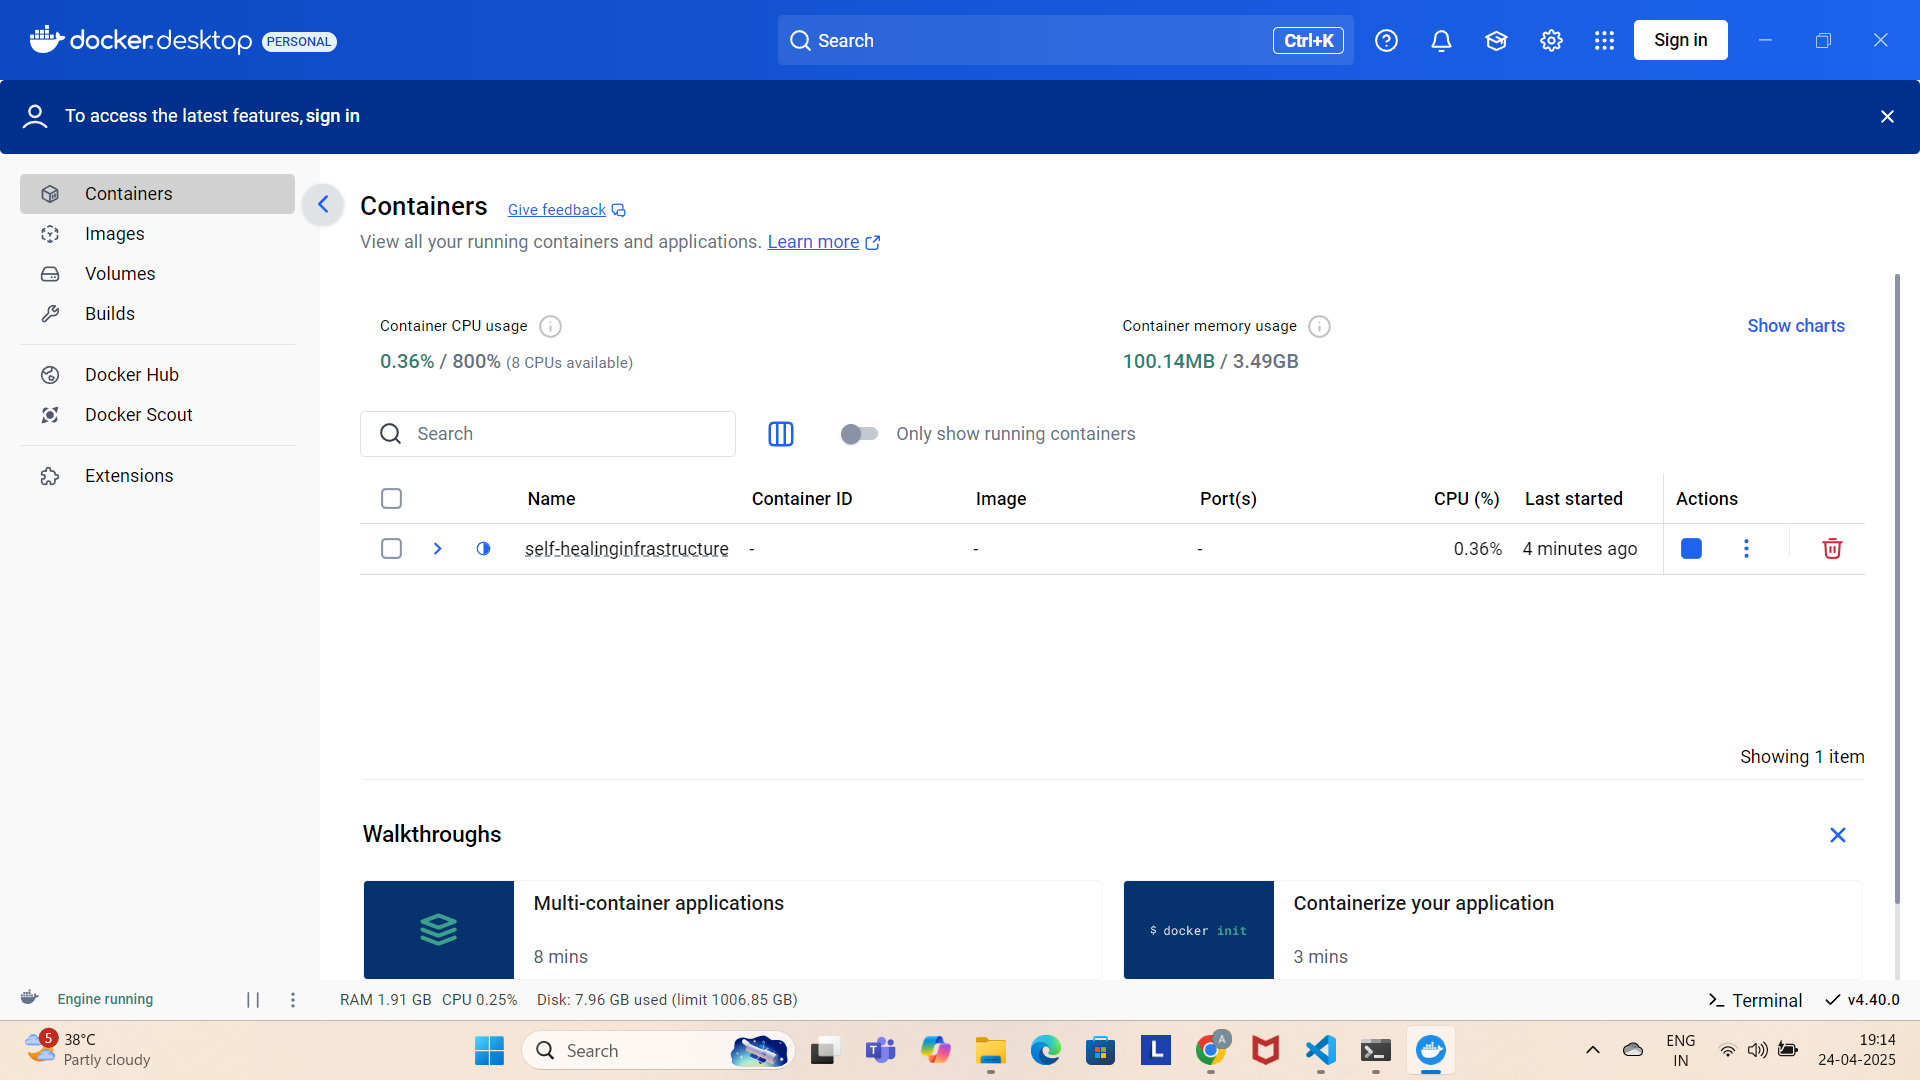 docker.desktop PERSONAL
Search Ctrl+K
Sign in
To access the latest features, sign in
Containers
Images
Volumes
Builds
Docker Hub
Docker Scout
Extensions
Containers Give feedback
View all your running containers and applications. Learn more
Container CPU usage
0.36% / 800% (8 CPUs available)
Container memory usage
100.14MB / 3.49GB
Show charts
Search
Only show running containers
Name Container ID Image Port(s) CPU (%) Last started Actions
self-healinginfrastructure - - - 0.36% 4 minutes ago
Showing 1 item
Walkthroughs
Multi-container applications
8 mins
$ docker init
Containerize your application
3 mins
Engine running
RAM 1.91 GB CPU 0.25% Disk: 7.96 GB used (limit 1006.85 GB)
Terminal
v4.40.0
5
38°C
Partly cloudy
Search
L
A
ENG
IN
19:14
24-04-2025